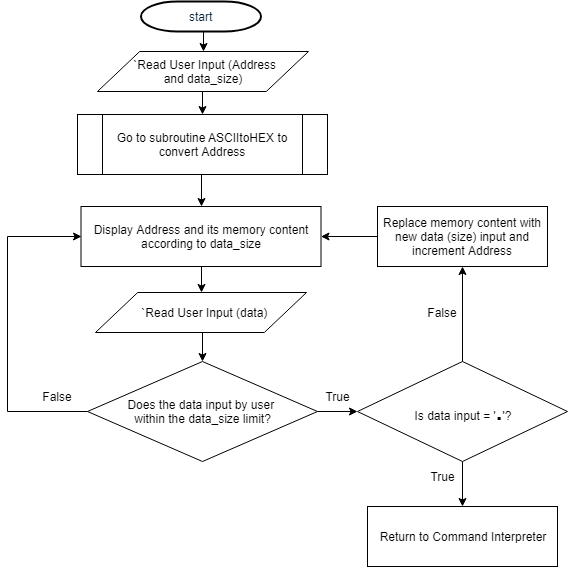 start
`Read User Input (Address
and data_size)
Go to subroutine ASCIItoHEX to
convert Address
Display Address and its memory content
according to data_size
Replace memory content with
new data (size) input and
increment Address
`Read User Input (data)
False
False
Does the data input by user
within the data_size limit?
True
Is data input = '.'?
True
Return to Command Interpreter